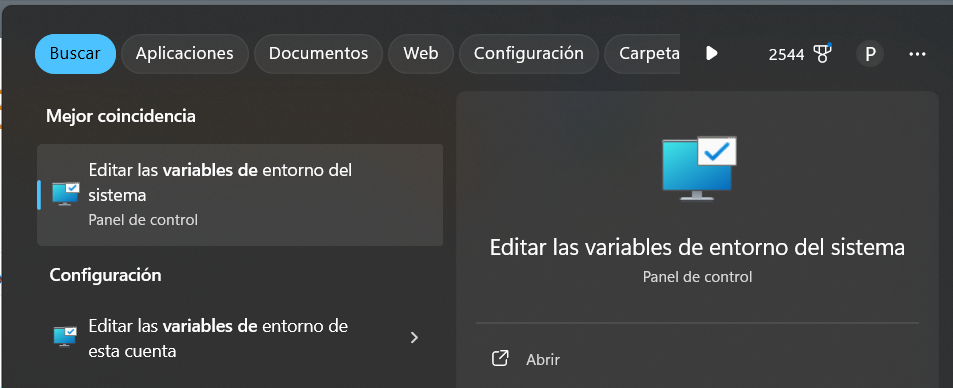 Buscar Aplicaciones Documentos Web Configuración Carpeta 2544 P
Mejor coincidencia
Editar las variables de entorno del
sistema
Panel de control
Configuración
Editar las variables de entorno de
esta cuenta
Editar las variables de entorno del sistema
Panel de control
Abrir